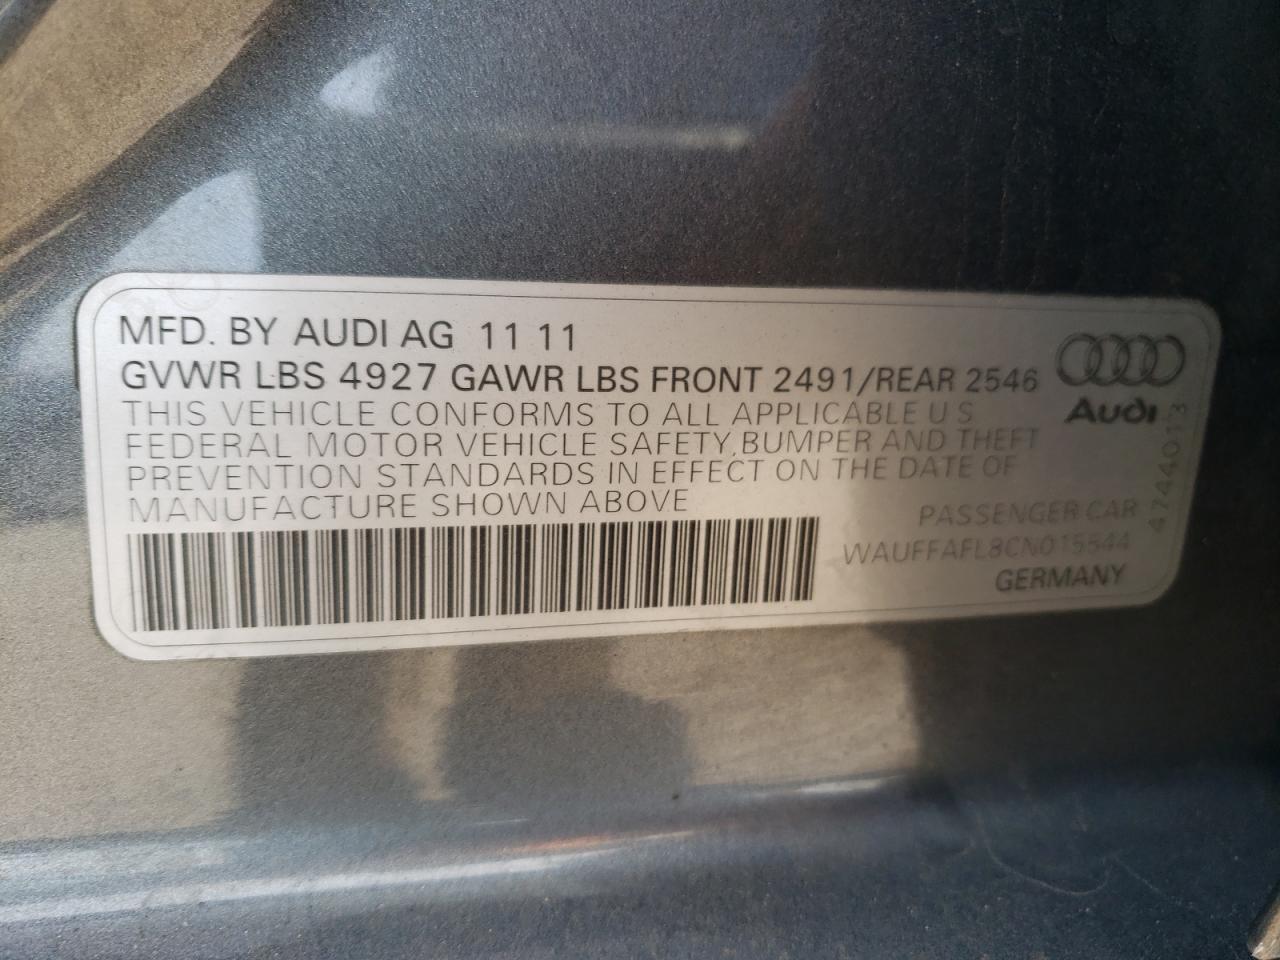 MFD. BY AUDI AG 11 11
GVWR LBS 4927 GAWR LBS FRONT 2491/REAR 2546
THIS VEHICLE CONFORMS TO ALL APPLICABLE U S
FEDERAL MOTOR VEHICLE SAFETY,BUMPER AND THEFT
PREVENTION STANDARDS IN EFFECT ON THE DATE OF
MANUFACTURE SHOWN ABOVE
Audi
4744013
PASSENGER CAR
WAUFFAFL8CN015544
GERMANY